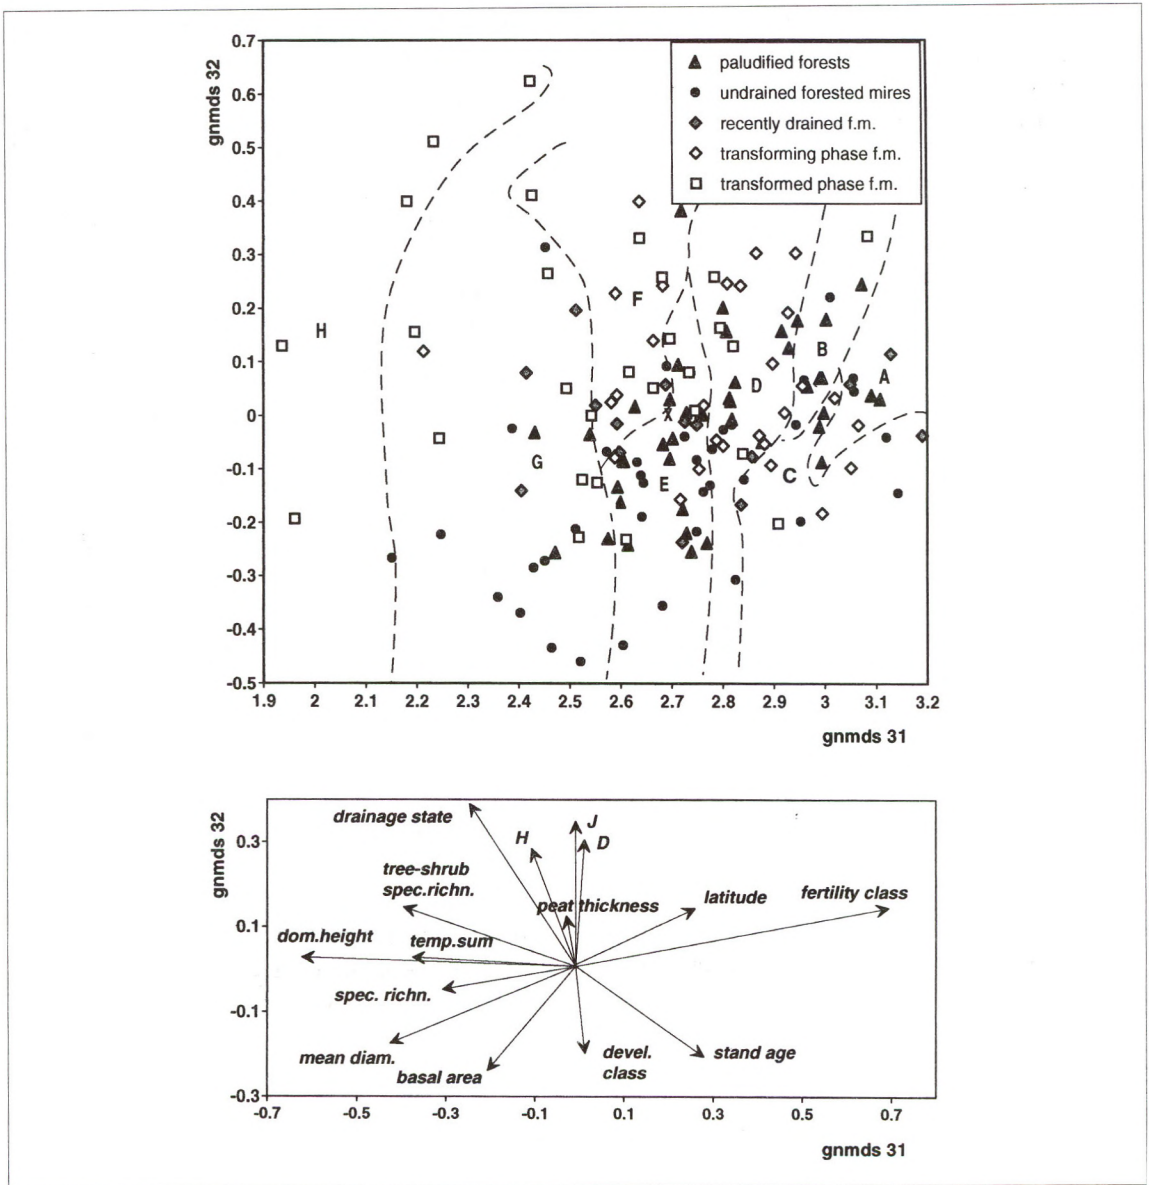 gnmds 32
0.7
0.6
0.5
0.4
0.3
0.2
0.1
0
-0.1
-0.2
-0.3
-0.4
-0.5
paludified forests
undrained forested mires
recently drained f.m.
transforming phase f.m.
transformed phase f.m.
H
F
B
A
D
G
E
C
1.9 2 2.1 2.2 2.3 2.4 2.5 2.6 2.7 2.8 2.9 3 3.1 3.2
gnmds 31
gnmds 32
0.3
0.1
-0.1
-0.3
drainage state
H
J
D
tree-shrub
spec.richn.
peat thickness
latitude
fertility class
dom.height
temp.sum
spec. richn.
mean diam.
basal area
devel.
class
stand age
-0.7 -0.5 -0.3 -0.1 0.1 0.3 0.5 0.7
gnmds 31